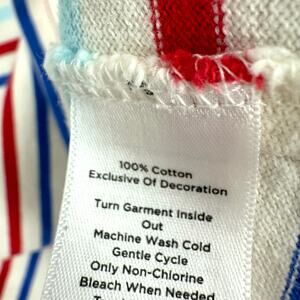 100% Cotton
Exclusive Of Decoration
Turn Garment Inside
Out
Machine Wash Cold
Gentle Cycle
Only Non-Chlorine
Bleach When Needed